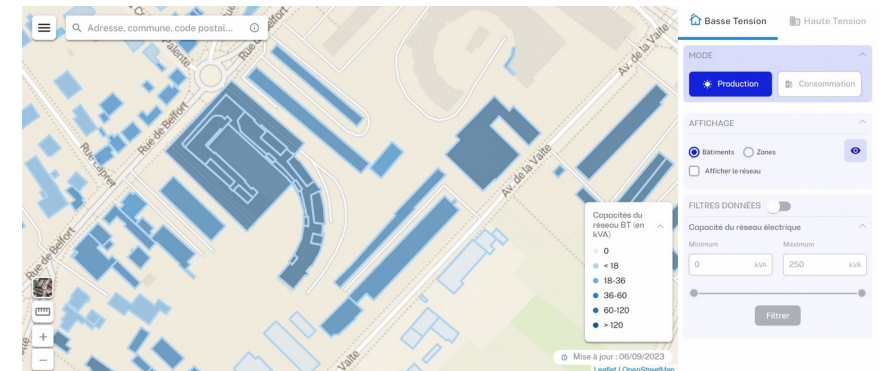 Adresse, commune, code postal...
Palente
Rue de Belfort
Rue Lapret
Rue de Belfort
Av. de la Vaite
Av. de la Vaite
Vaite
Capacités du
réseau BT (en
kVA)
0
< 18
18-36
36-60
60-120
> 120
Mise à jour : 06/09/2023
Leaflet | OpenStreetMap
Basse Tension
Haute Tension
MODE
Production
Consommation
AFFICHAGE
Bâtiments
Zones
Afficher le réseau
FILTRES DONNÉES
Capacité du réseau électrique
Minimum
Maximum
0 kVA
250 kVA
Filtrer